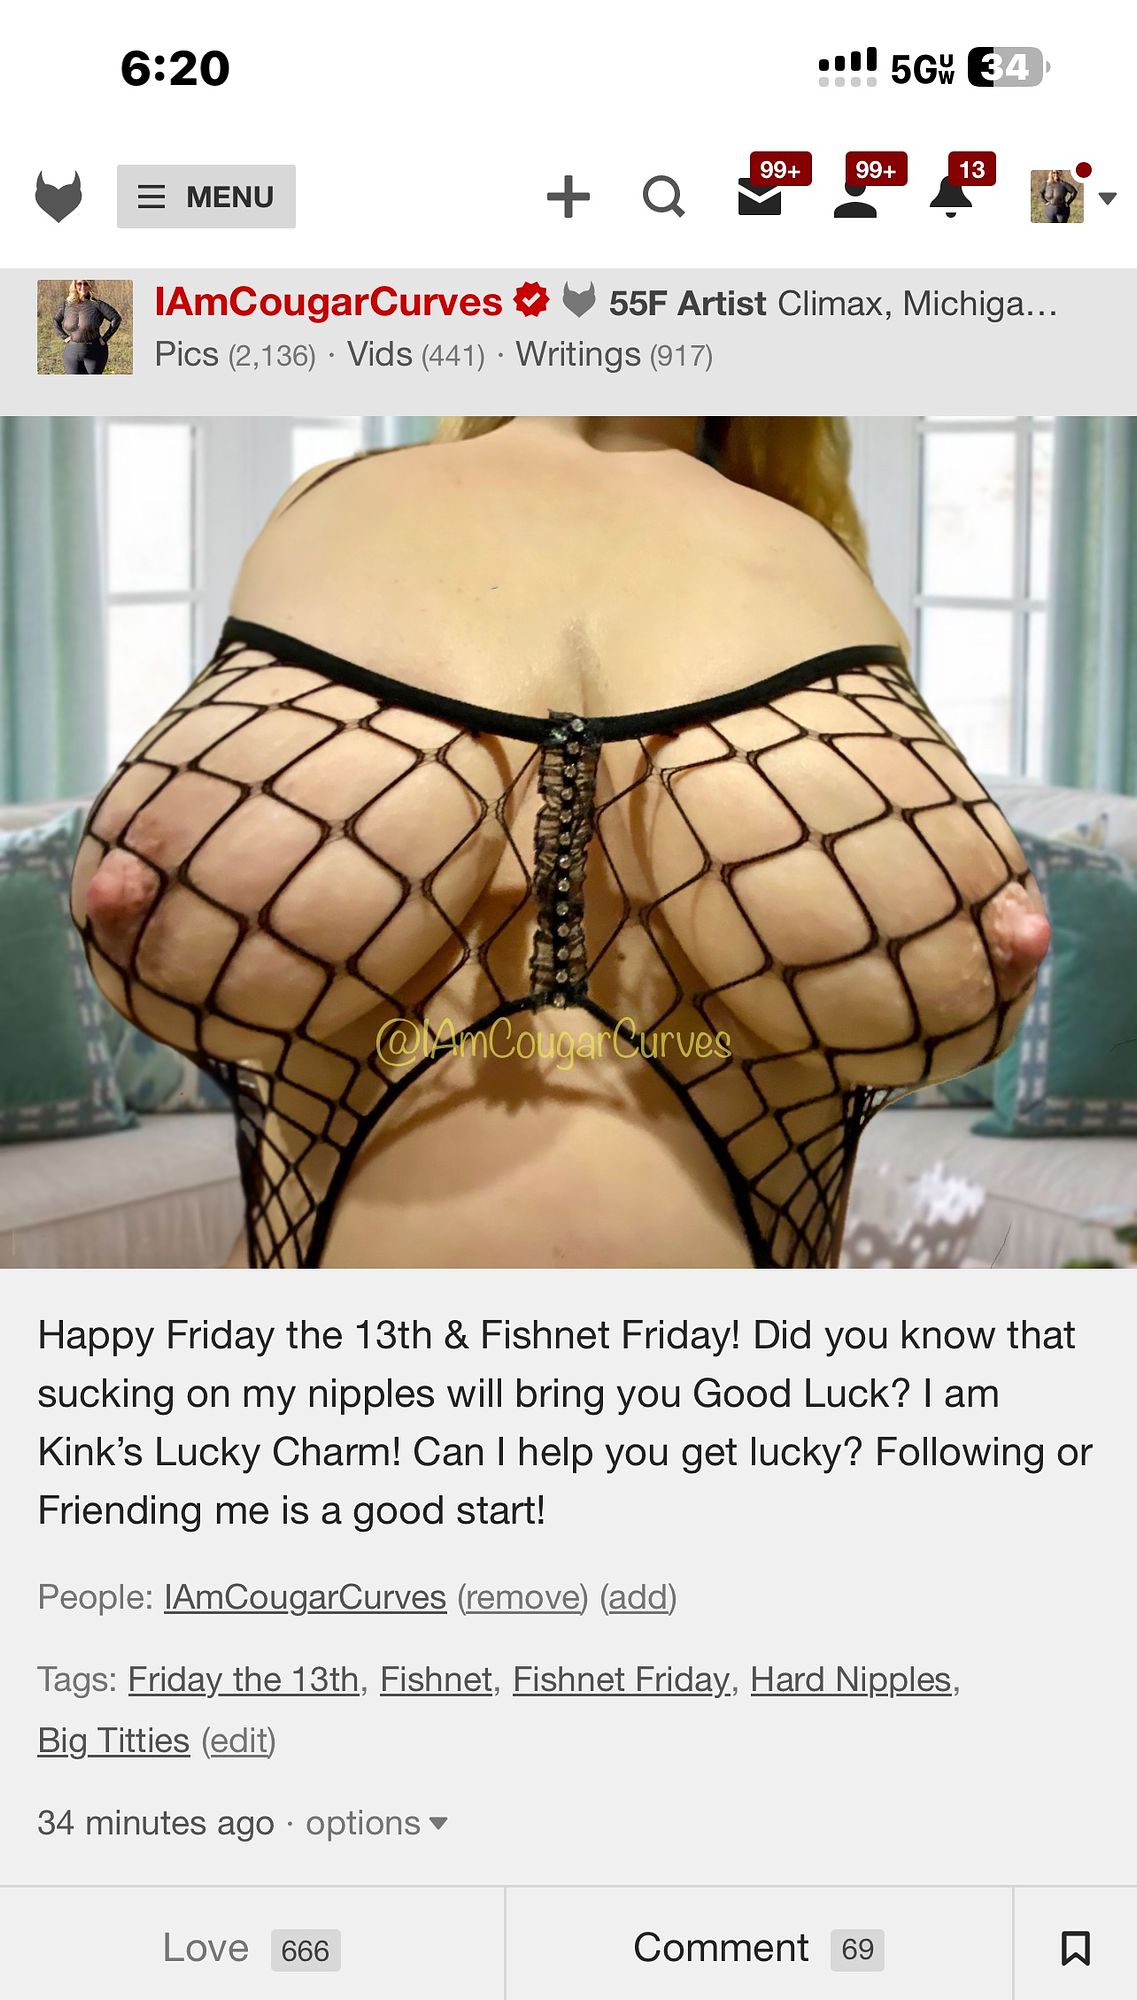 6:20
5G UW 34
MENU
99+
99+
13
IAmCougarCurves 55F Artist Climax, Michiga...
Pics (2,136) · Vids (441) · Writings (917)
@IAmCougarCurves
Happy Friday the 13th & Fishnet Friday! Did you know that
sucking on my nipples will bring you Good Luck? I am
Kink’s Lucky Charm! Can I help you get lucky? Following or
Friending me is a good start!
People: IAmCougarCurves (remove) (add)
Tags: Friday the 13th, Fishnet, Fishnet Friday, Hard Nipples,
Big Titties (edit)
34 minutes ago · options
Love 666
Comment 69